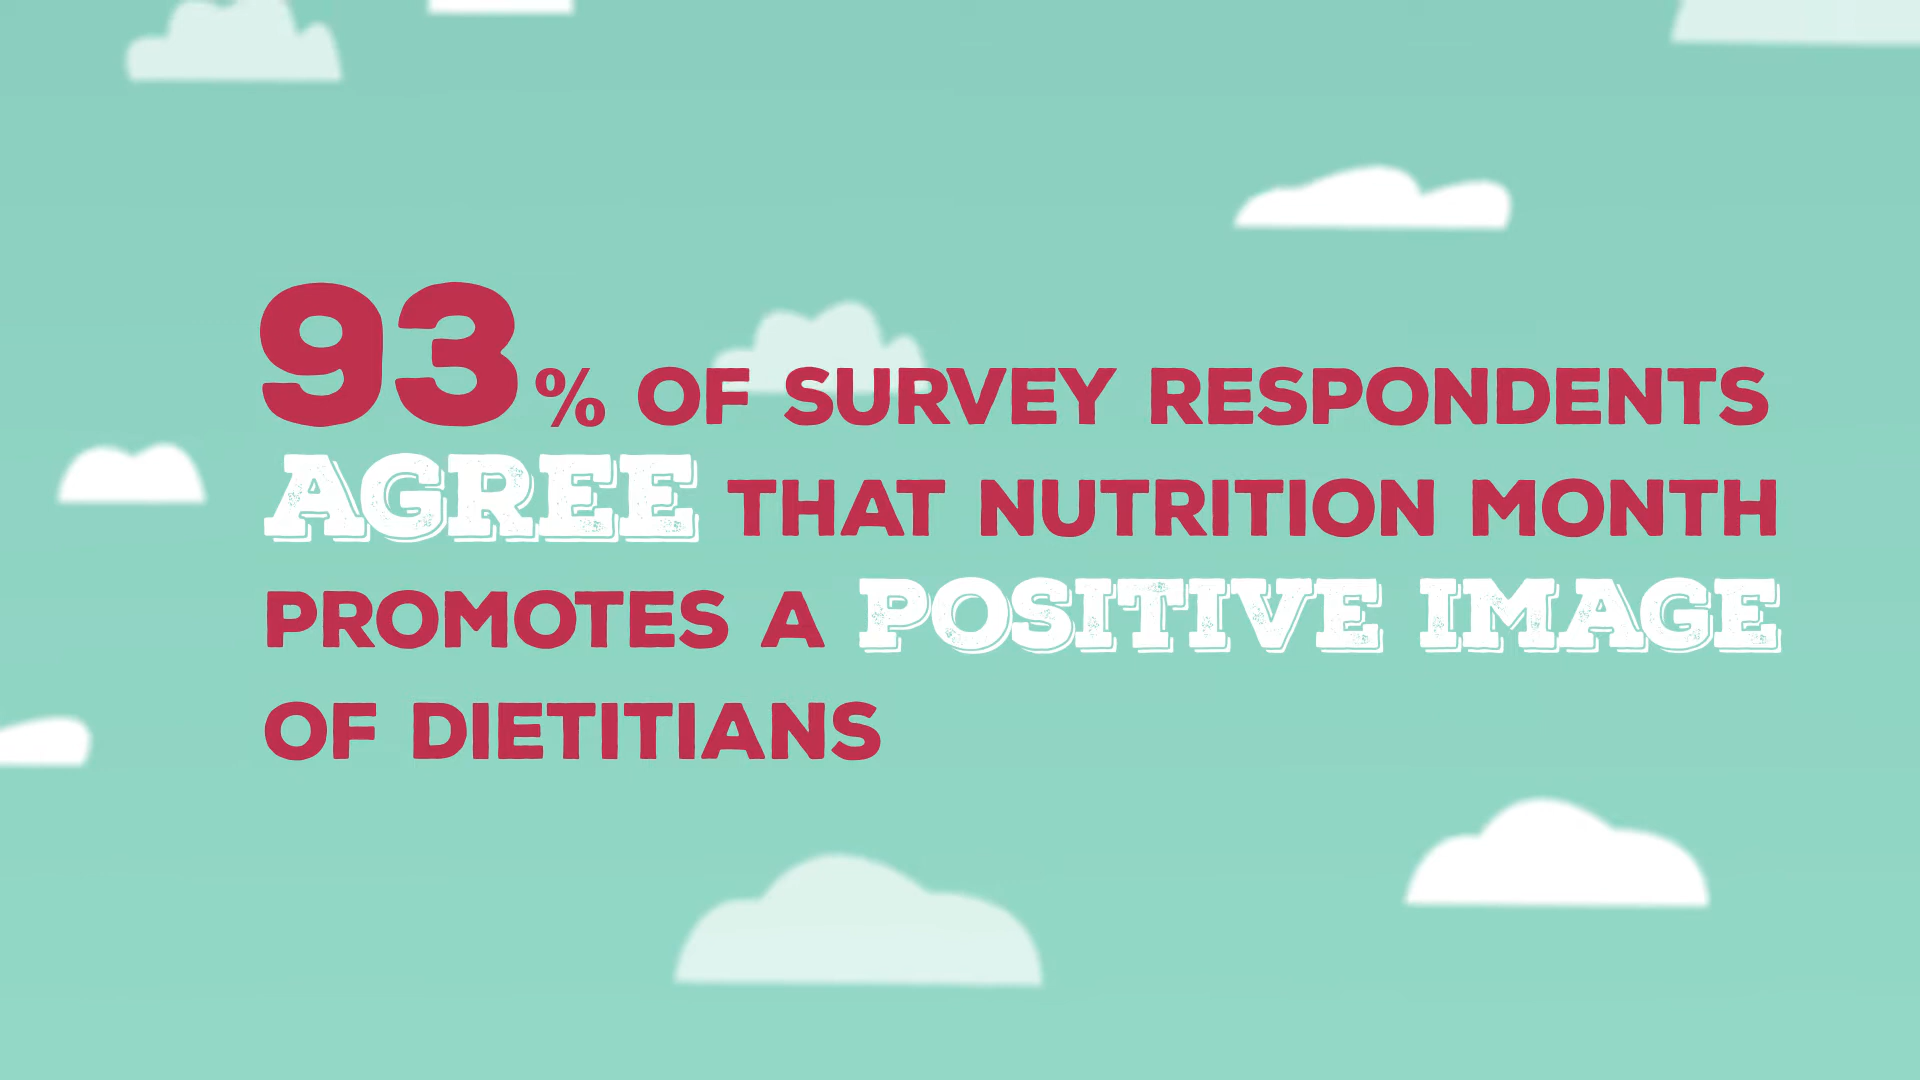 93% OF SURVEY RESPONDENTS
AGREE THAT NUTRITION MONTH
PROMOTES A POSITIVE IMAGE
OF DIETITIANS